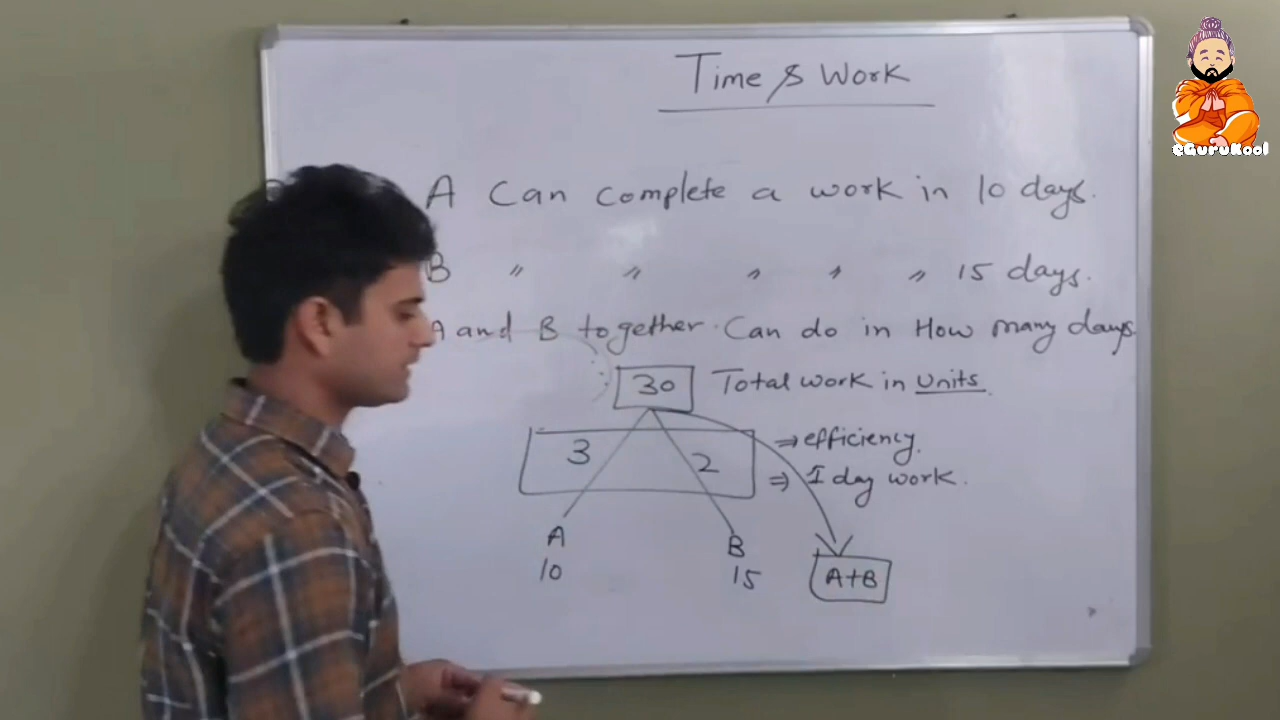 Time & Work
A Can complete a work in 10 days.
B " " " " " 15 days.
A and B together Can do in How many days
30 Total work in Units.
3 2 ⇒ efficiency.
⇒ 1 day work.
A B A+B
10 15
eGuruKool